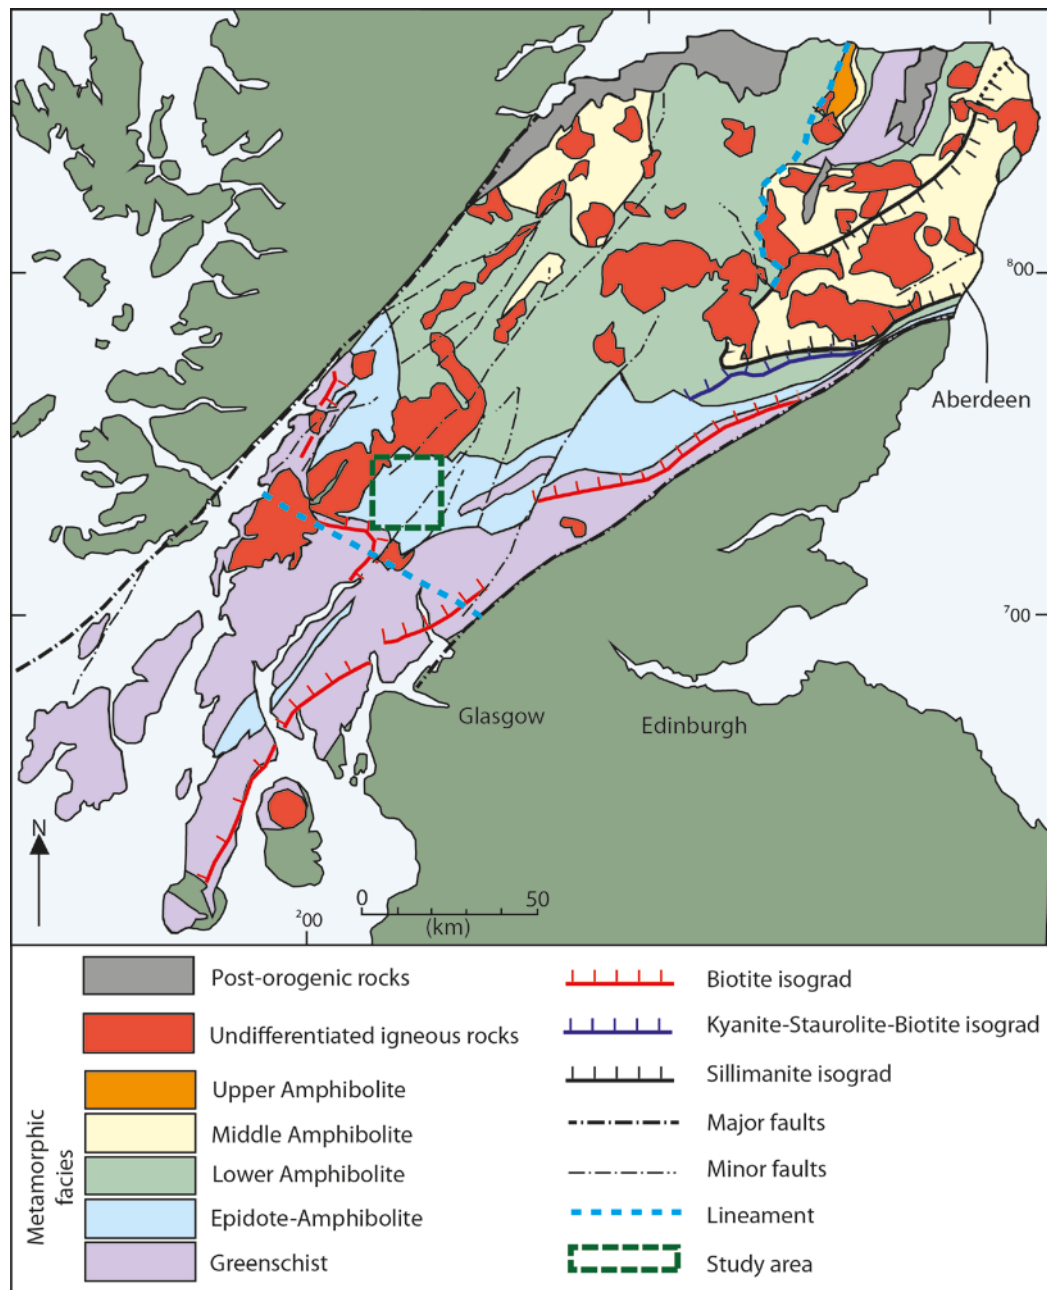 ⁸00
Aberdeen
⁷00
Glasgow
Edinburgh
N
0
50
(km)
²00
Metamorphic
facies
Post-orogenic rocks
Undifferentiated igneous rocks
Upper Amphibolite
Middle Amphibolite
Lower Amphibolite
Epidote-Amphibolite
Greenschist
Biotite isograd
Kyanite-Staurolite-Biotite isograd
Sillimanite isograd
Major faults
Minor faults
Lineament
Study area